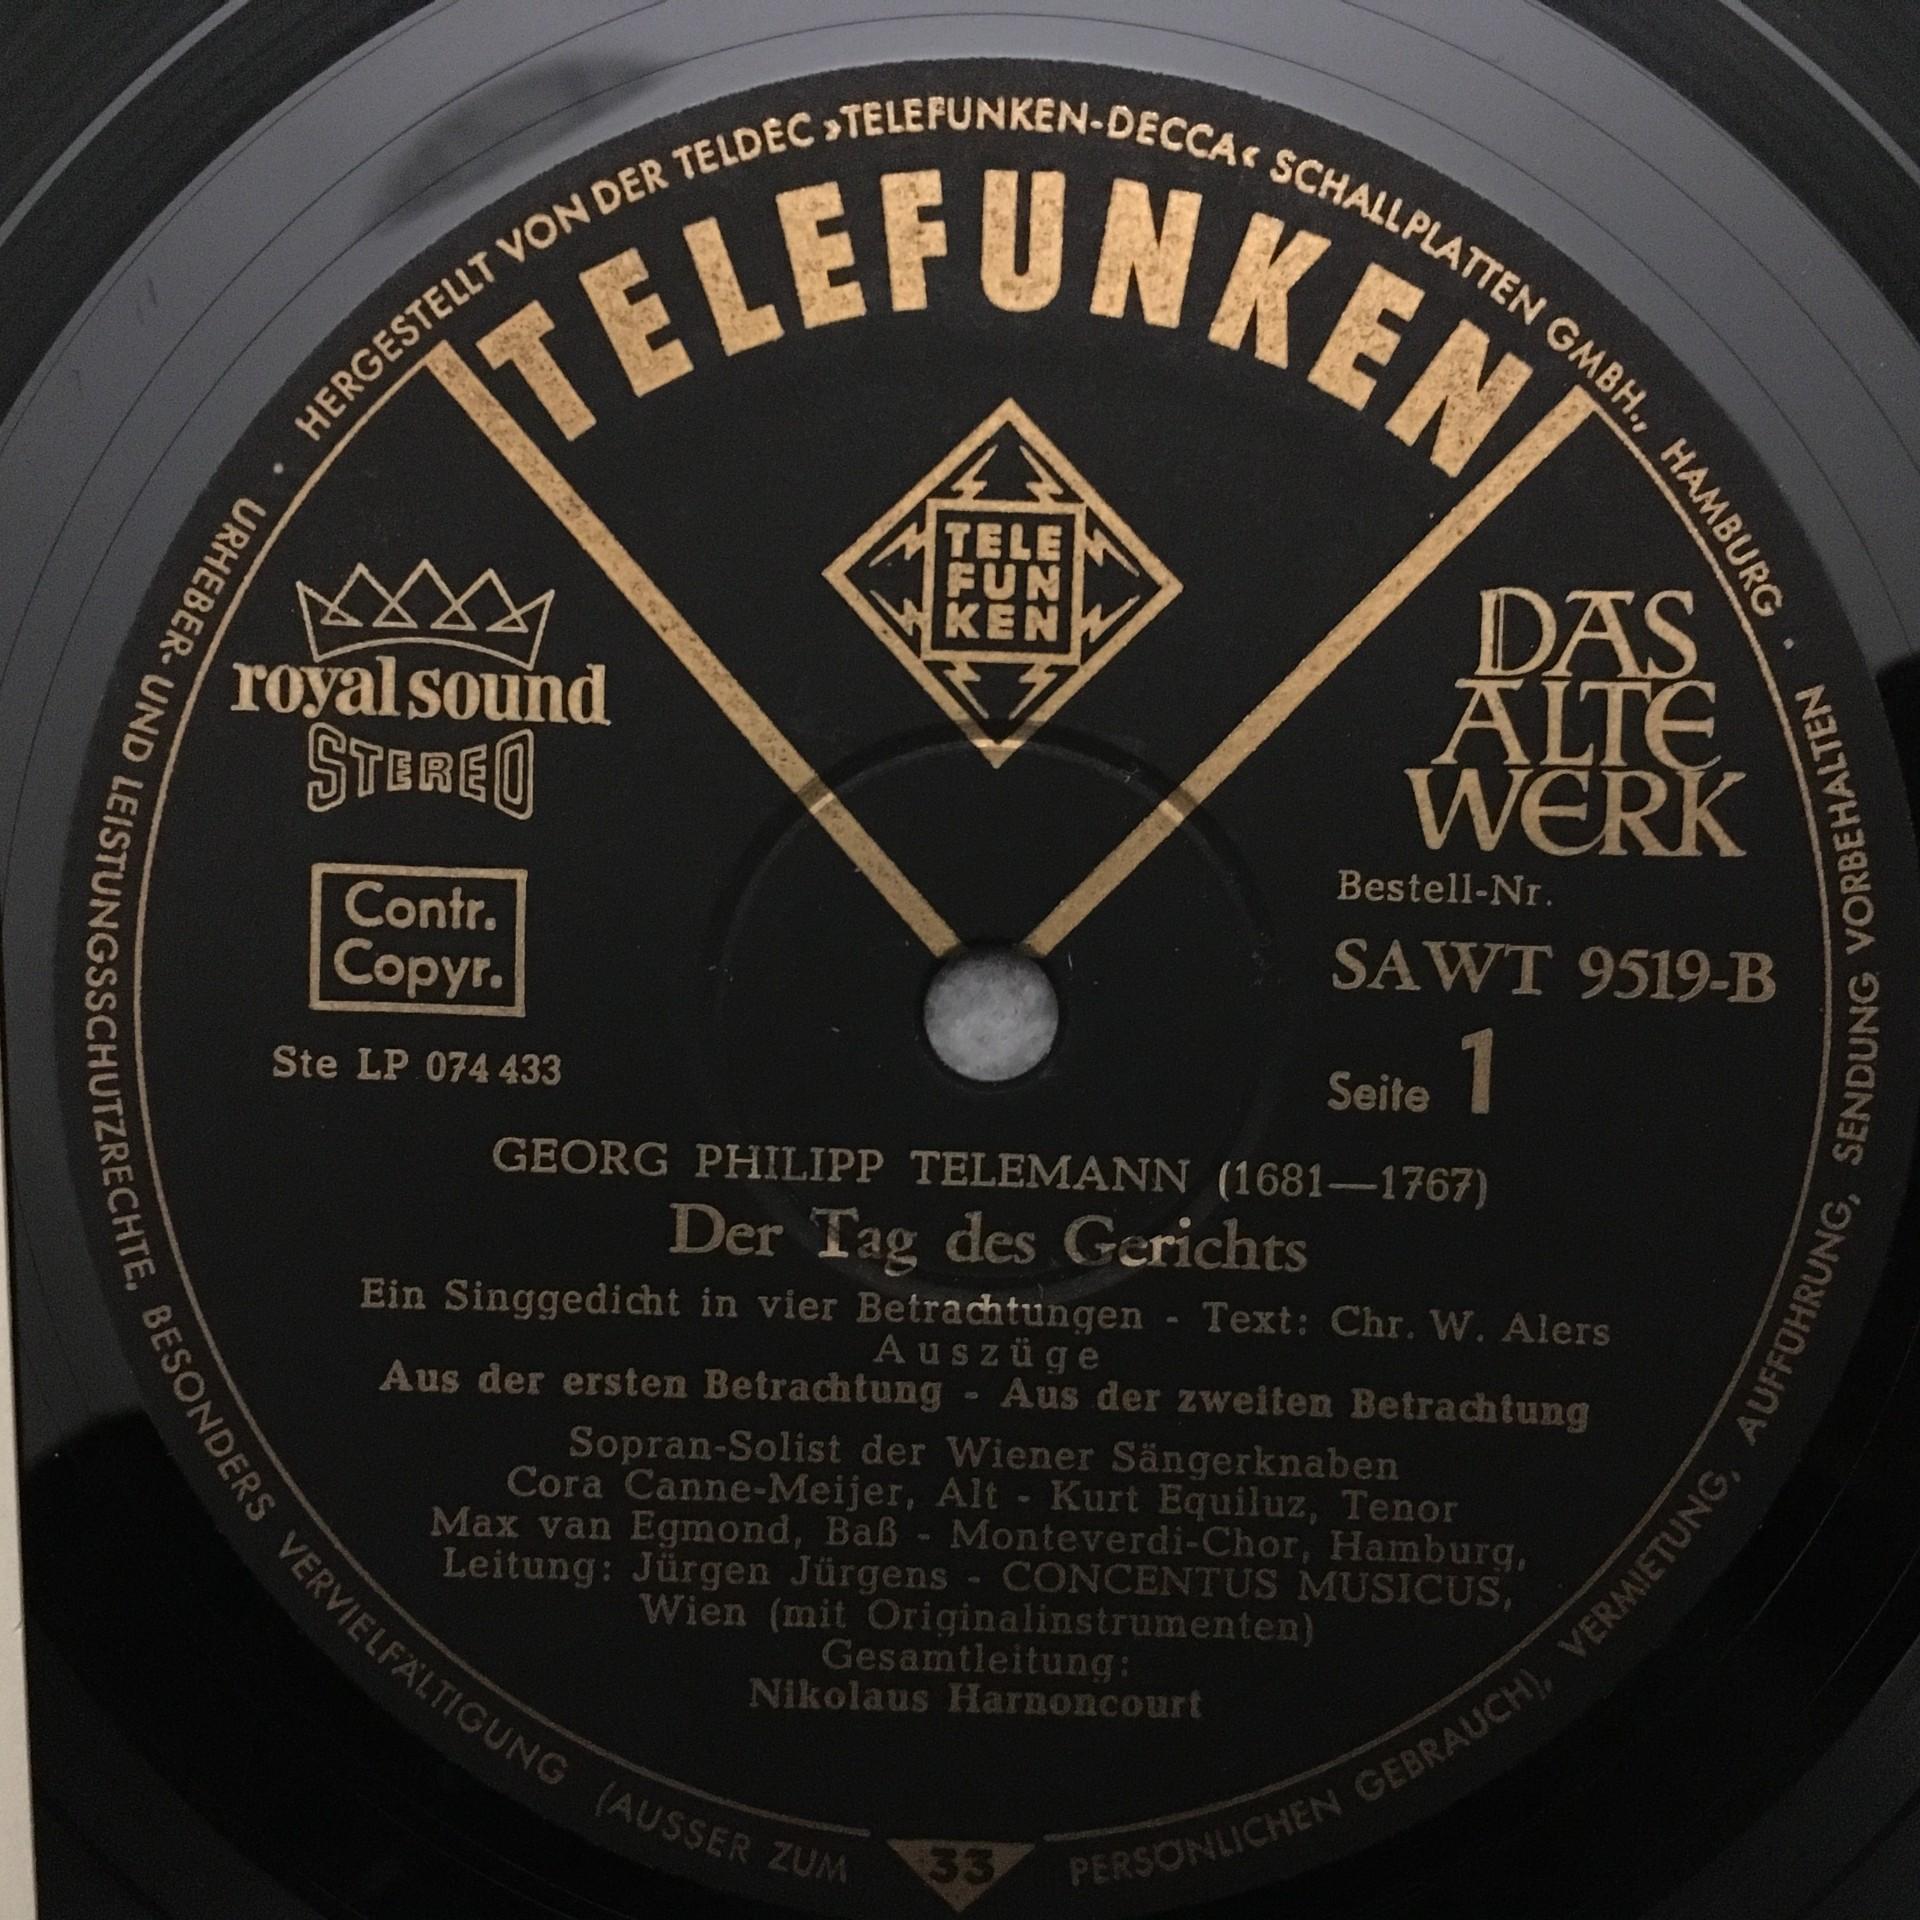 HERGESTELLT VON DER TELDEC »TELEFUNKEN-DECCA« SCHALLPLATTEN GMBH., HAMBURG ·
URHEBER- UND LEISTUNGSSCHUTZRECHTE, BESONDERS VERVIELFÄLTIGUNG (AUSSER ZUM PERSÖNLICHEN GEBRAUCH), VERMIETUNG, AUFFÜHRUNG, SENDUNG VORBEHALTEN ·
TELEFUNKEN
TELE
FUN
KEN
royal sound
STEREO
DAS
ALTE
WERK
Contr.
Copyr.
Bestell-Nr.
SAWT 9519-B
Ste LP 074 433
Seite 1
GEORG PHILIPP TELEMANN (1681—1767)
Der Tag des Gerichts
Ein Singgedicht in vier Betrachtungen - Text: Chr. W. Alers
Auszüge
Aus der ersten Betrachtung - Aus der zweiten Betrachtung
Sopran-Solist der Wiener Sängerknaben
Cora Canne-Meijer, Alt - Kurt Equiluz, Tenor
Max van Egmond, Baß - Monteverdi-Chor, Hamburg,
Leitung: Jürgen Jürgens - CONCENTUS MUSICUS,
Wien (mit Originalinstrumenten)
Gesamtleitung:
Nikolaus Harnoncourt
33